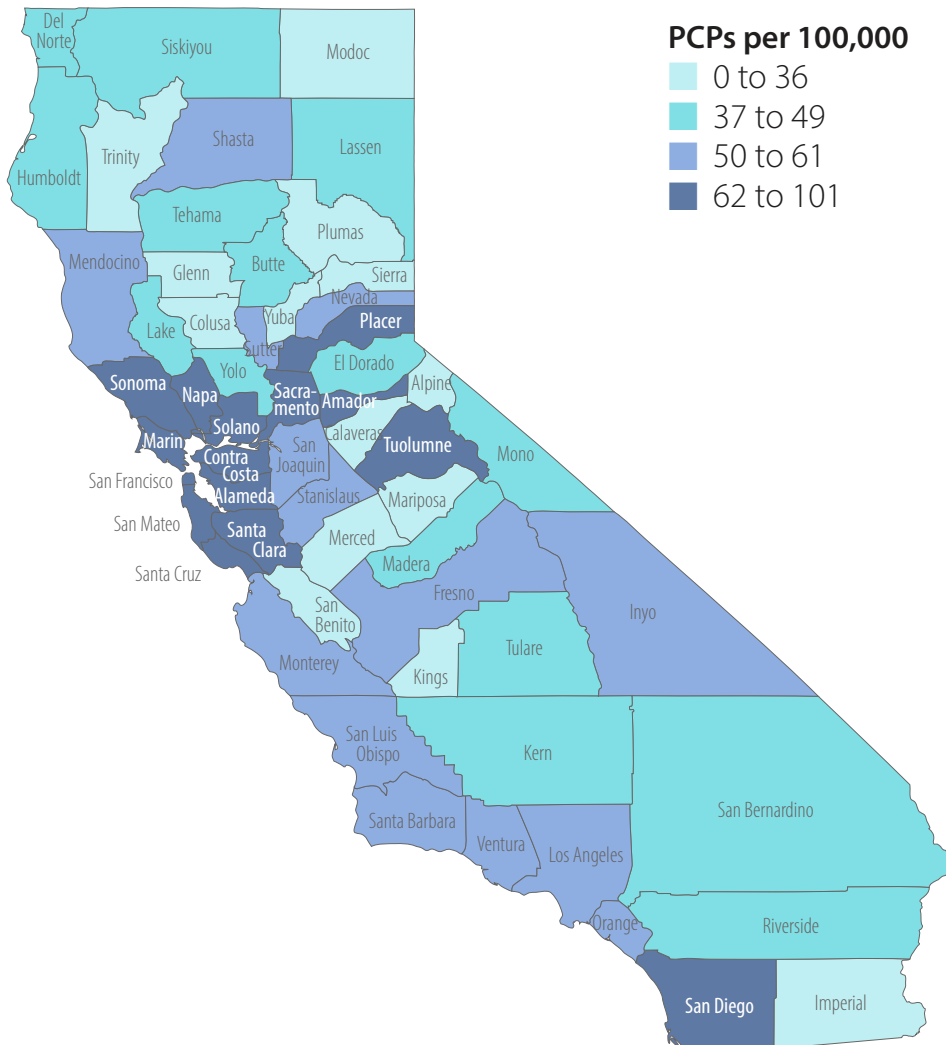 PCPs per 100,000
0 to 36
37 to 49
50 to 61
62 to 101
Del
Norte
Siskiyou
Modoc
Humboldt
Trinity
Shasta
Lassen
Tehama
Plumas
Mendocino
Glenn
Butte
Sierra
Nevada
Lake
Colusa
Sutter
Yuba
Placer
Yolo
El Dorado
Sonoma
Napa
Sacra-
mento
Amador
Alpine
Solano
Calaveras
Marin
Contra
Costa
San
Joaquin
Tuolumne
Mono
San Francisco
Alameda
Stanislaus
Mariposa
San Mateo
Santa
Clara
Merced
Santa Cruz
Madera
San
Benito
Fresno
Inyo
Monterey
Kings
Tulare
San Luis
Obispo
Kern
San Bernardino
Santa Barbara
Ventura
Los Angeles
Orange
Riverside
San Diego
Imperial